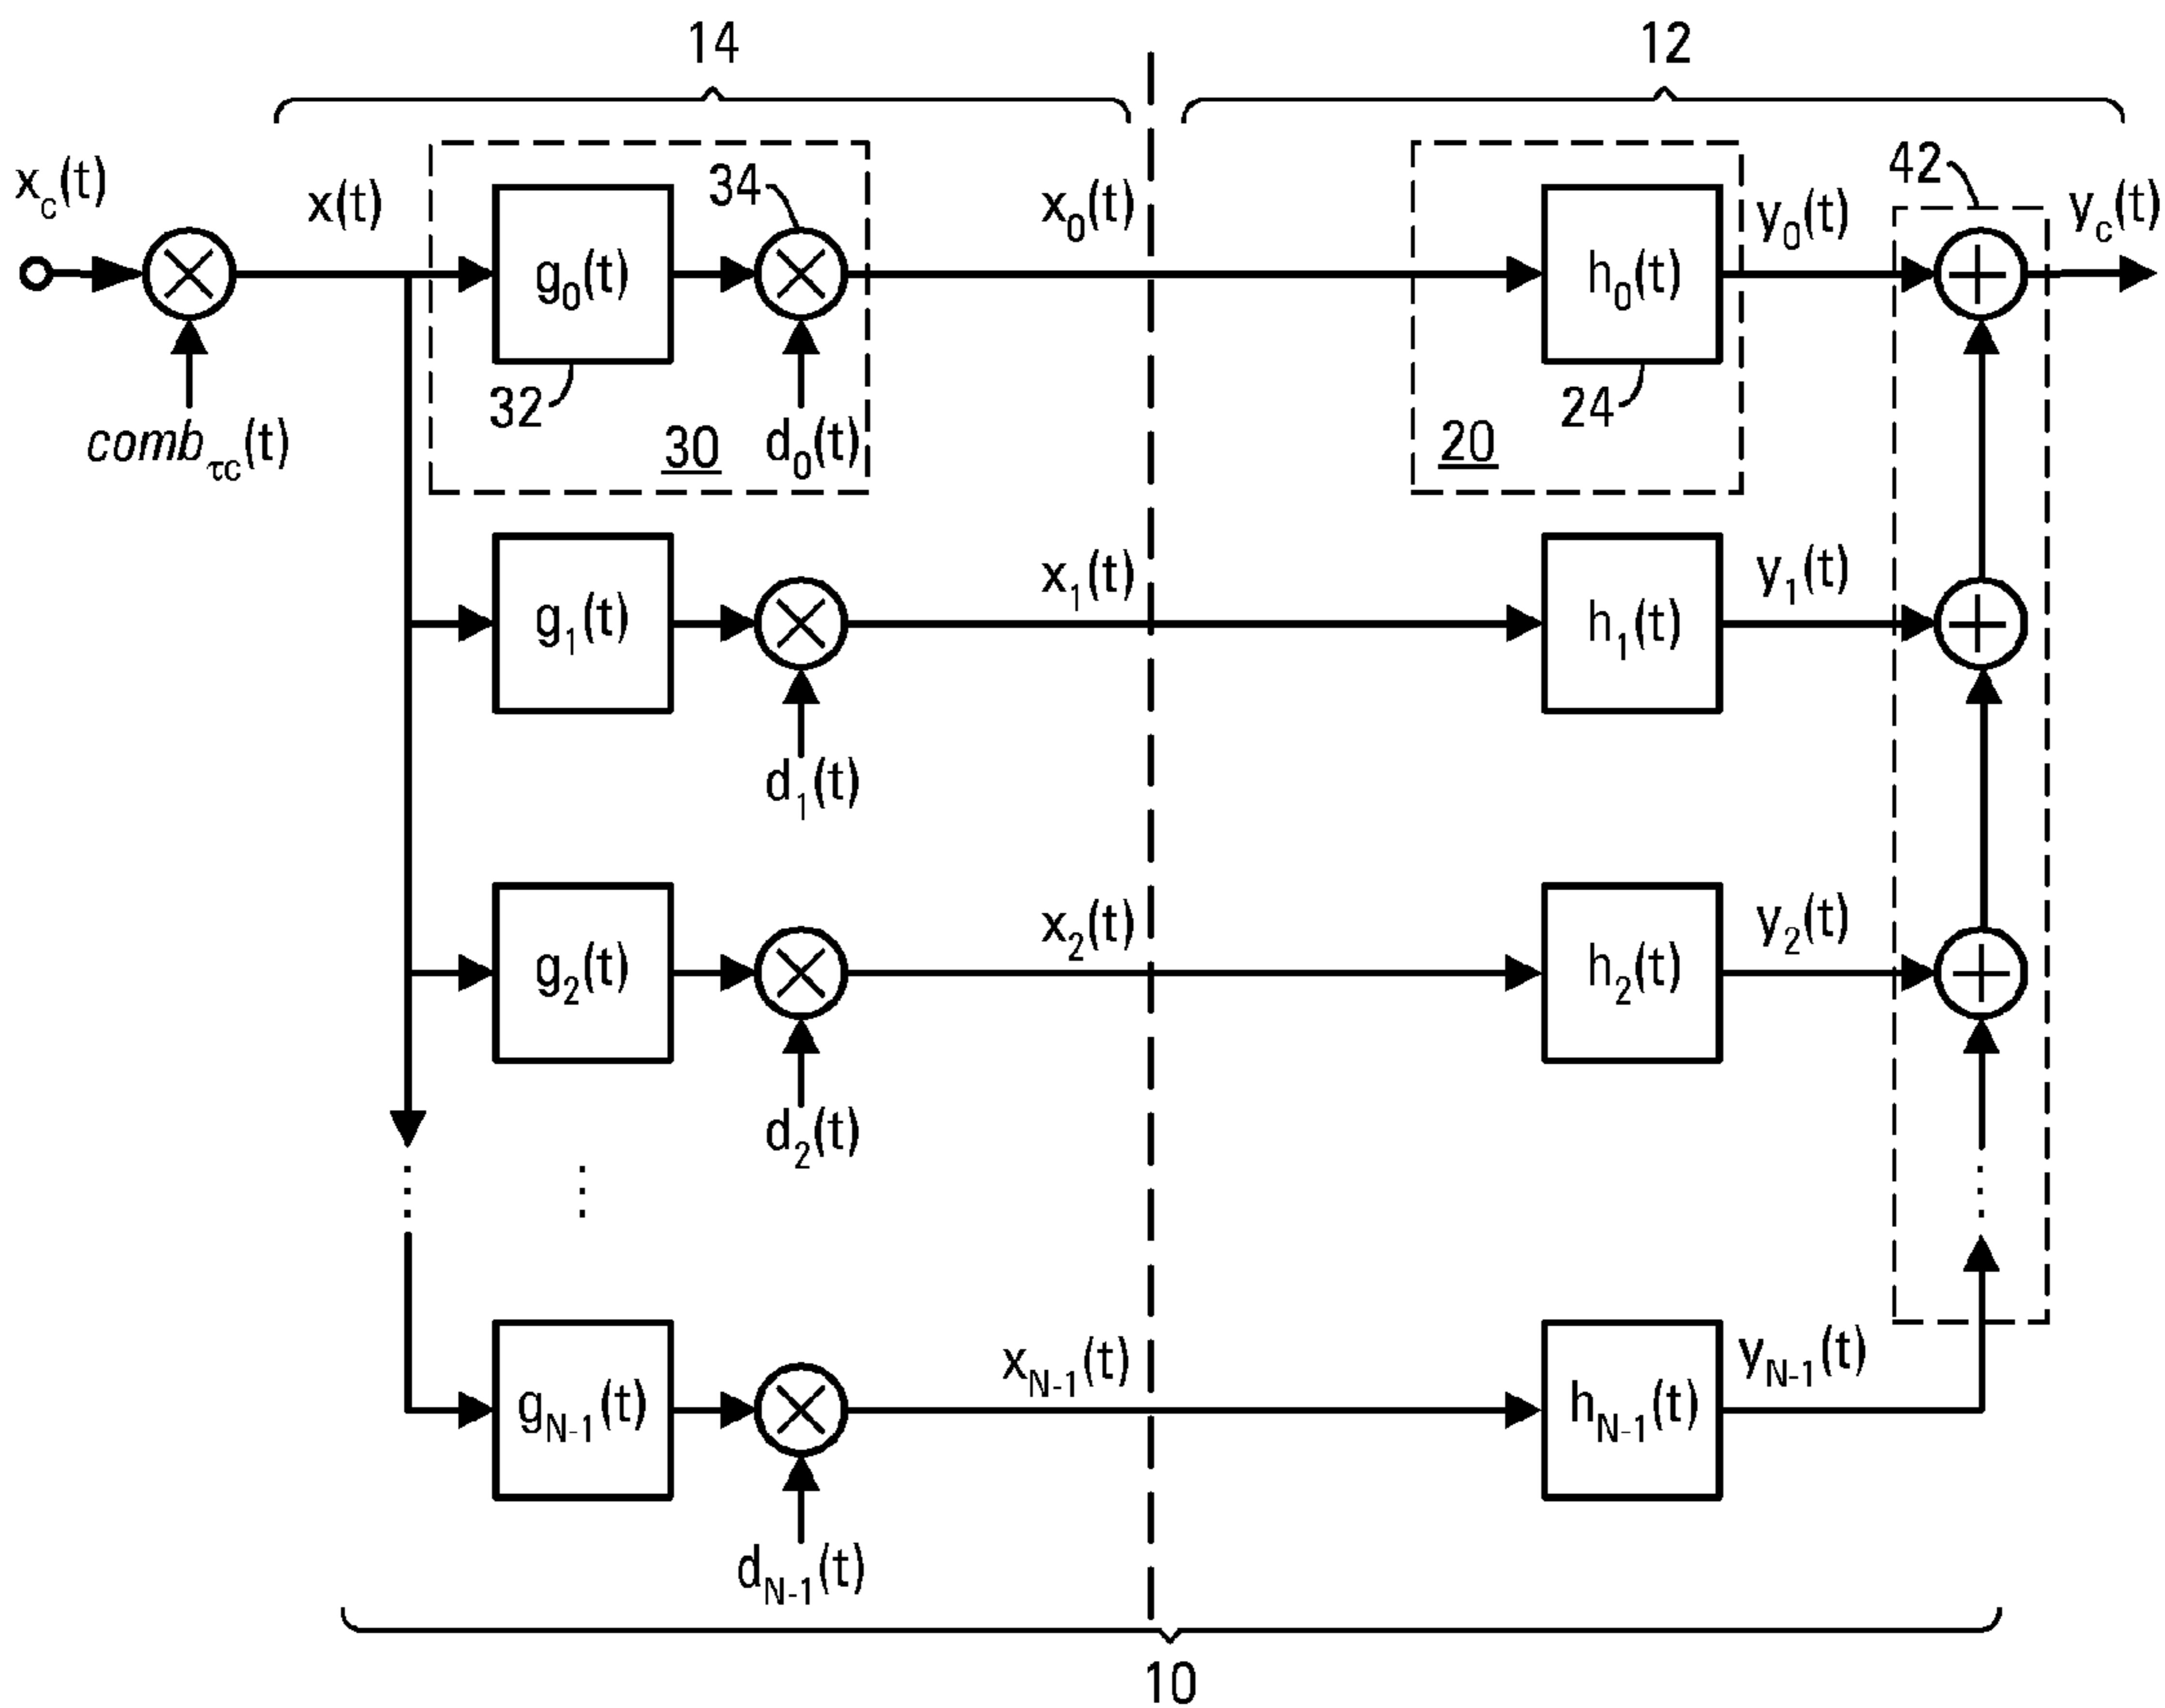 14
12
x_c(t)
x(t)
34
x_0(t)
42
y_0(t)
y_c(t)
g_0(t)
h_0(t)
32
24
comb_τc(t)
30
d_0(t)
20
g_1(t)
x_1(t)
h_1(t)
y_1(t)
d_1(t)
g_2(t)
x_2(t)
h_2(t)
y_2(t)
d_2(t)
g_N-1(t)
x_N-1(t)
h_N-1(t)
y_N-1(t)
d_N-1(t)
10